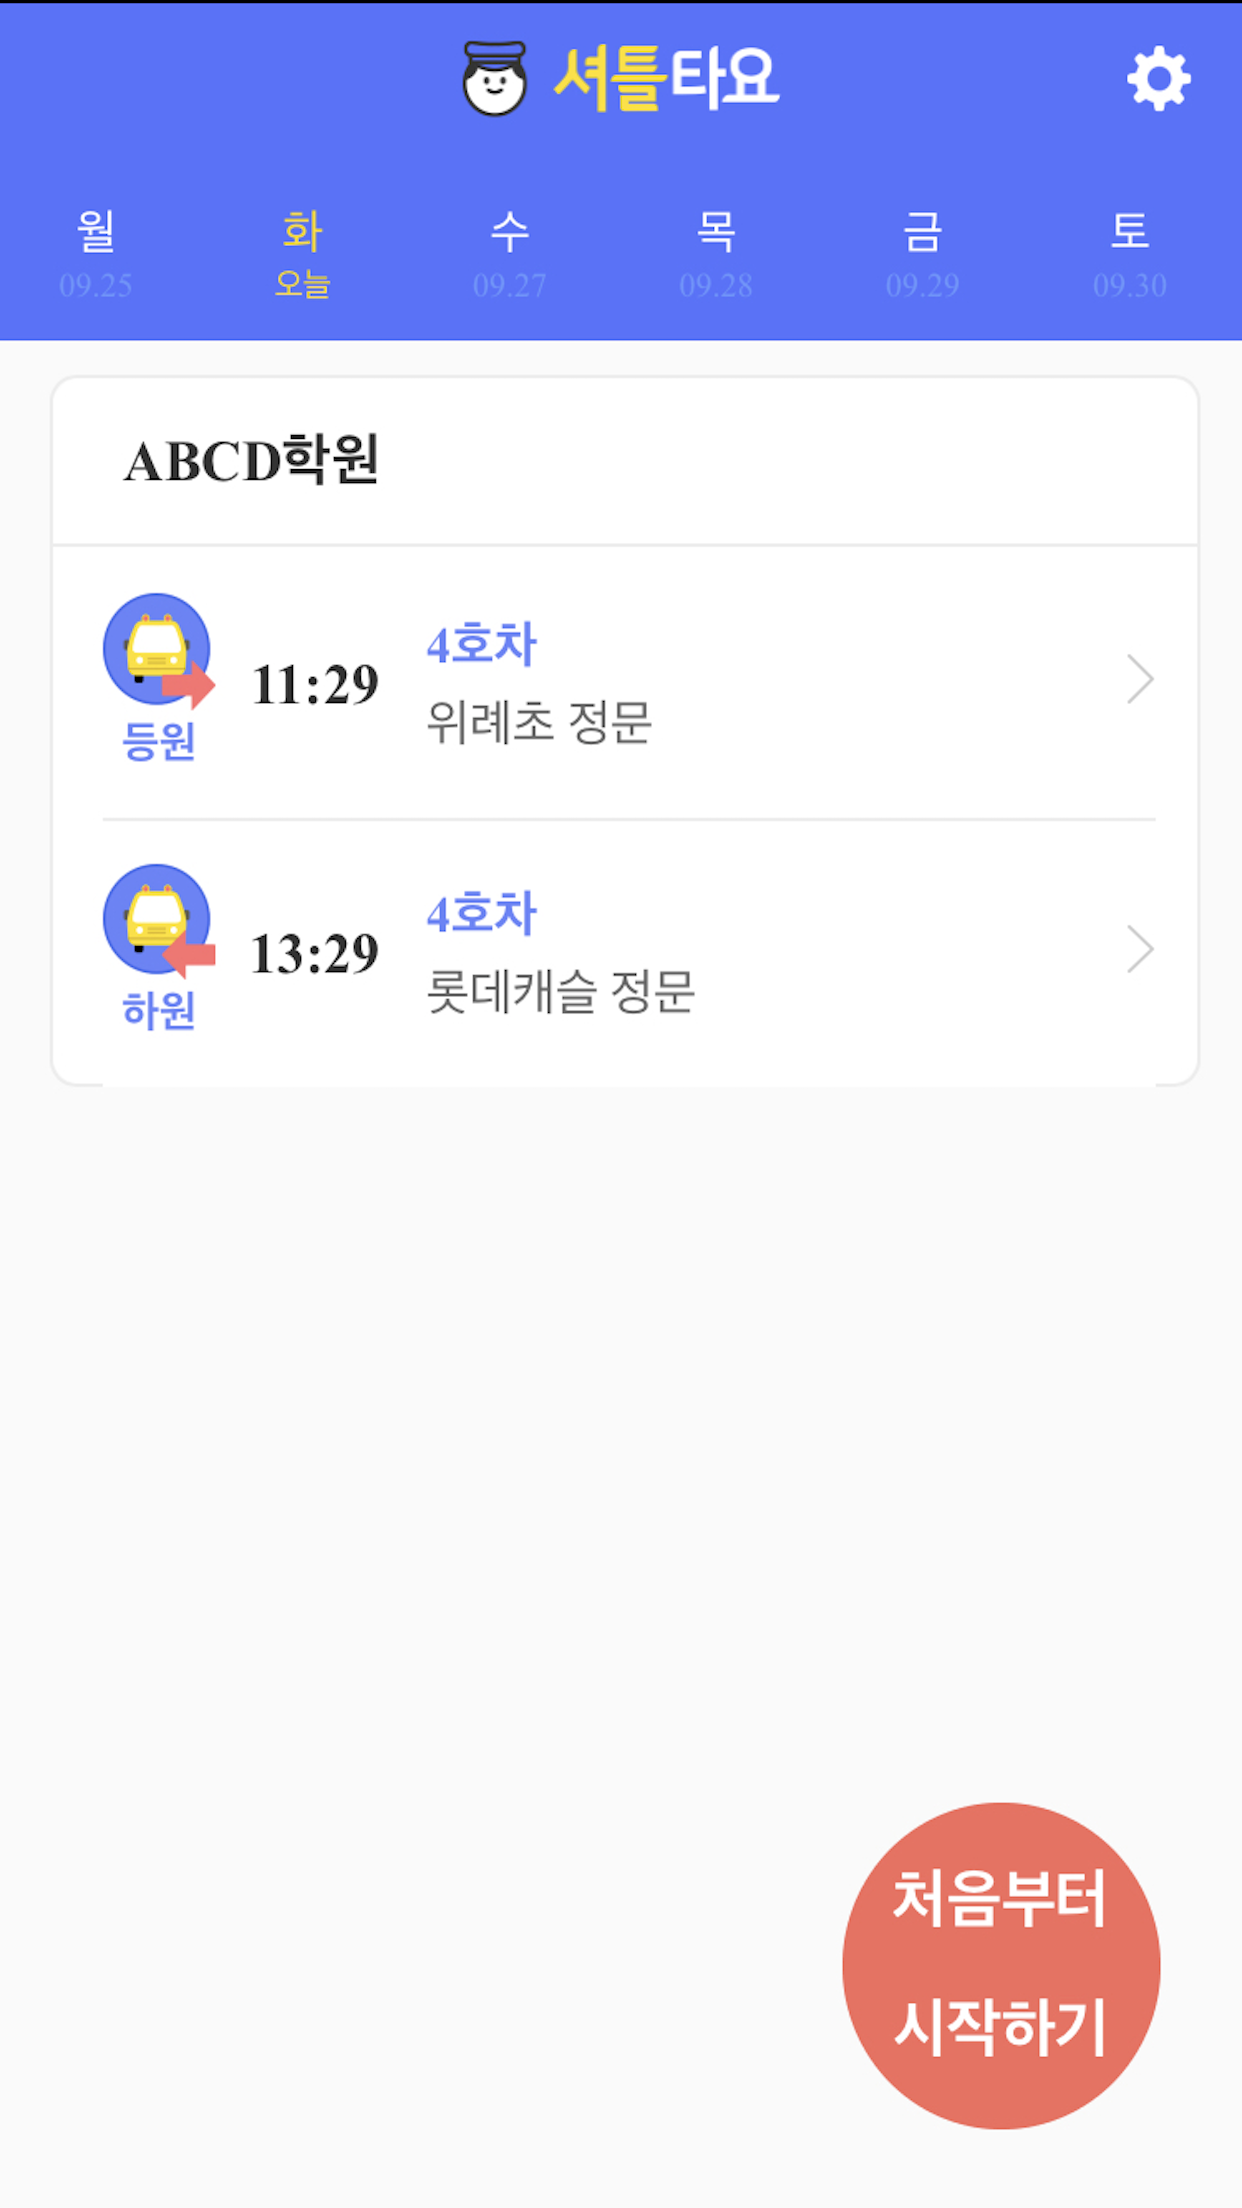 셔틀타요
월 화 수 목 금 토
09.25 오늘 09.27 09.28 09.29 09.30
ABCD학원
등원
11:29
4호차
위례초 정문
하원
13:29
4호차
롯데캐슬 정문
처음부터
시작하기